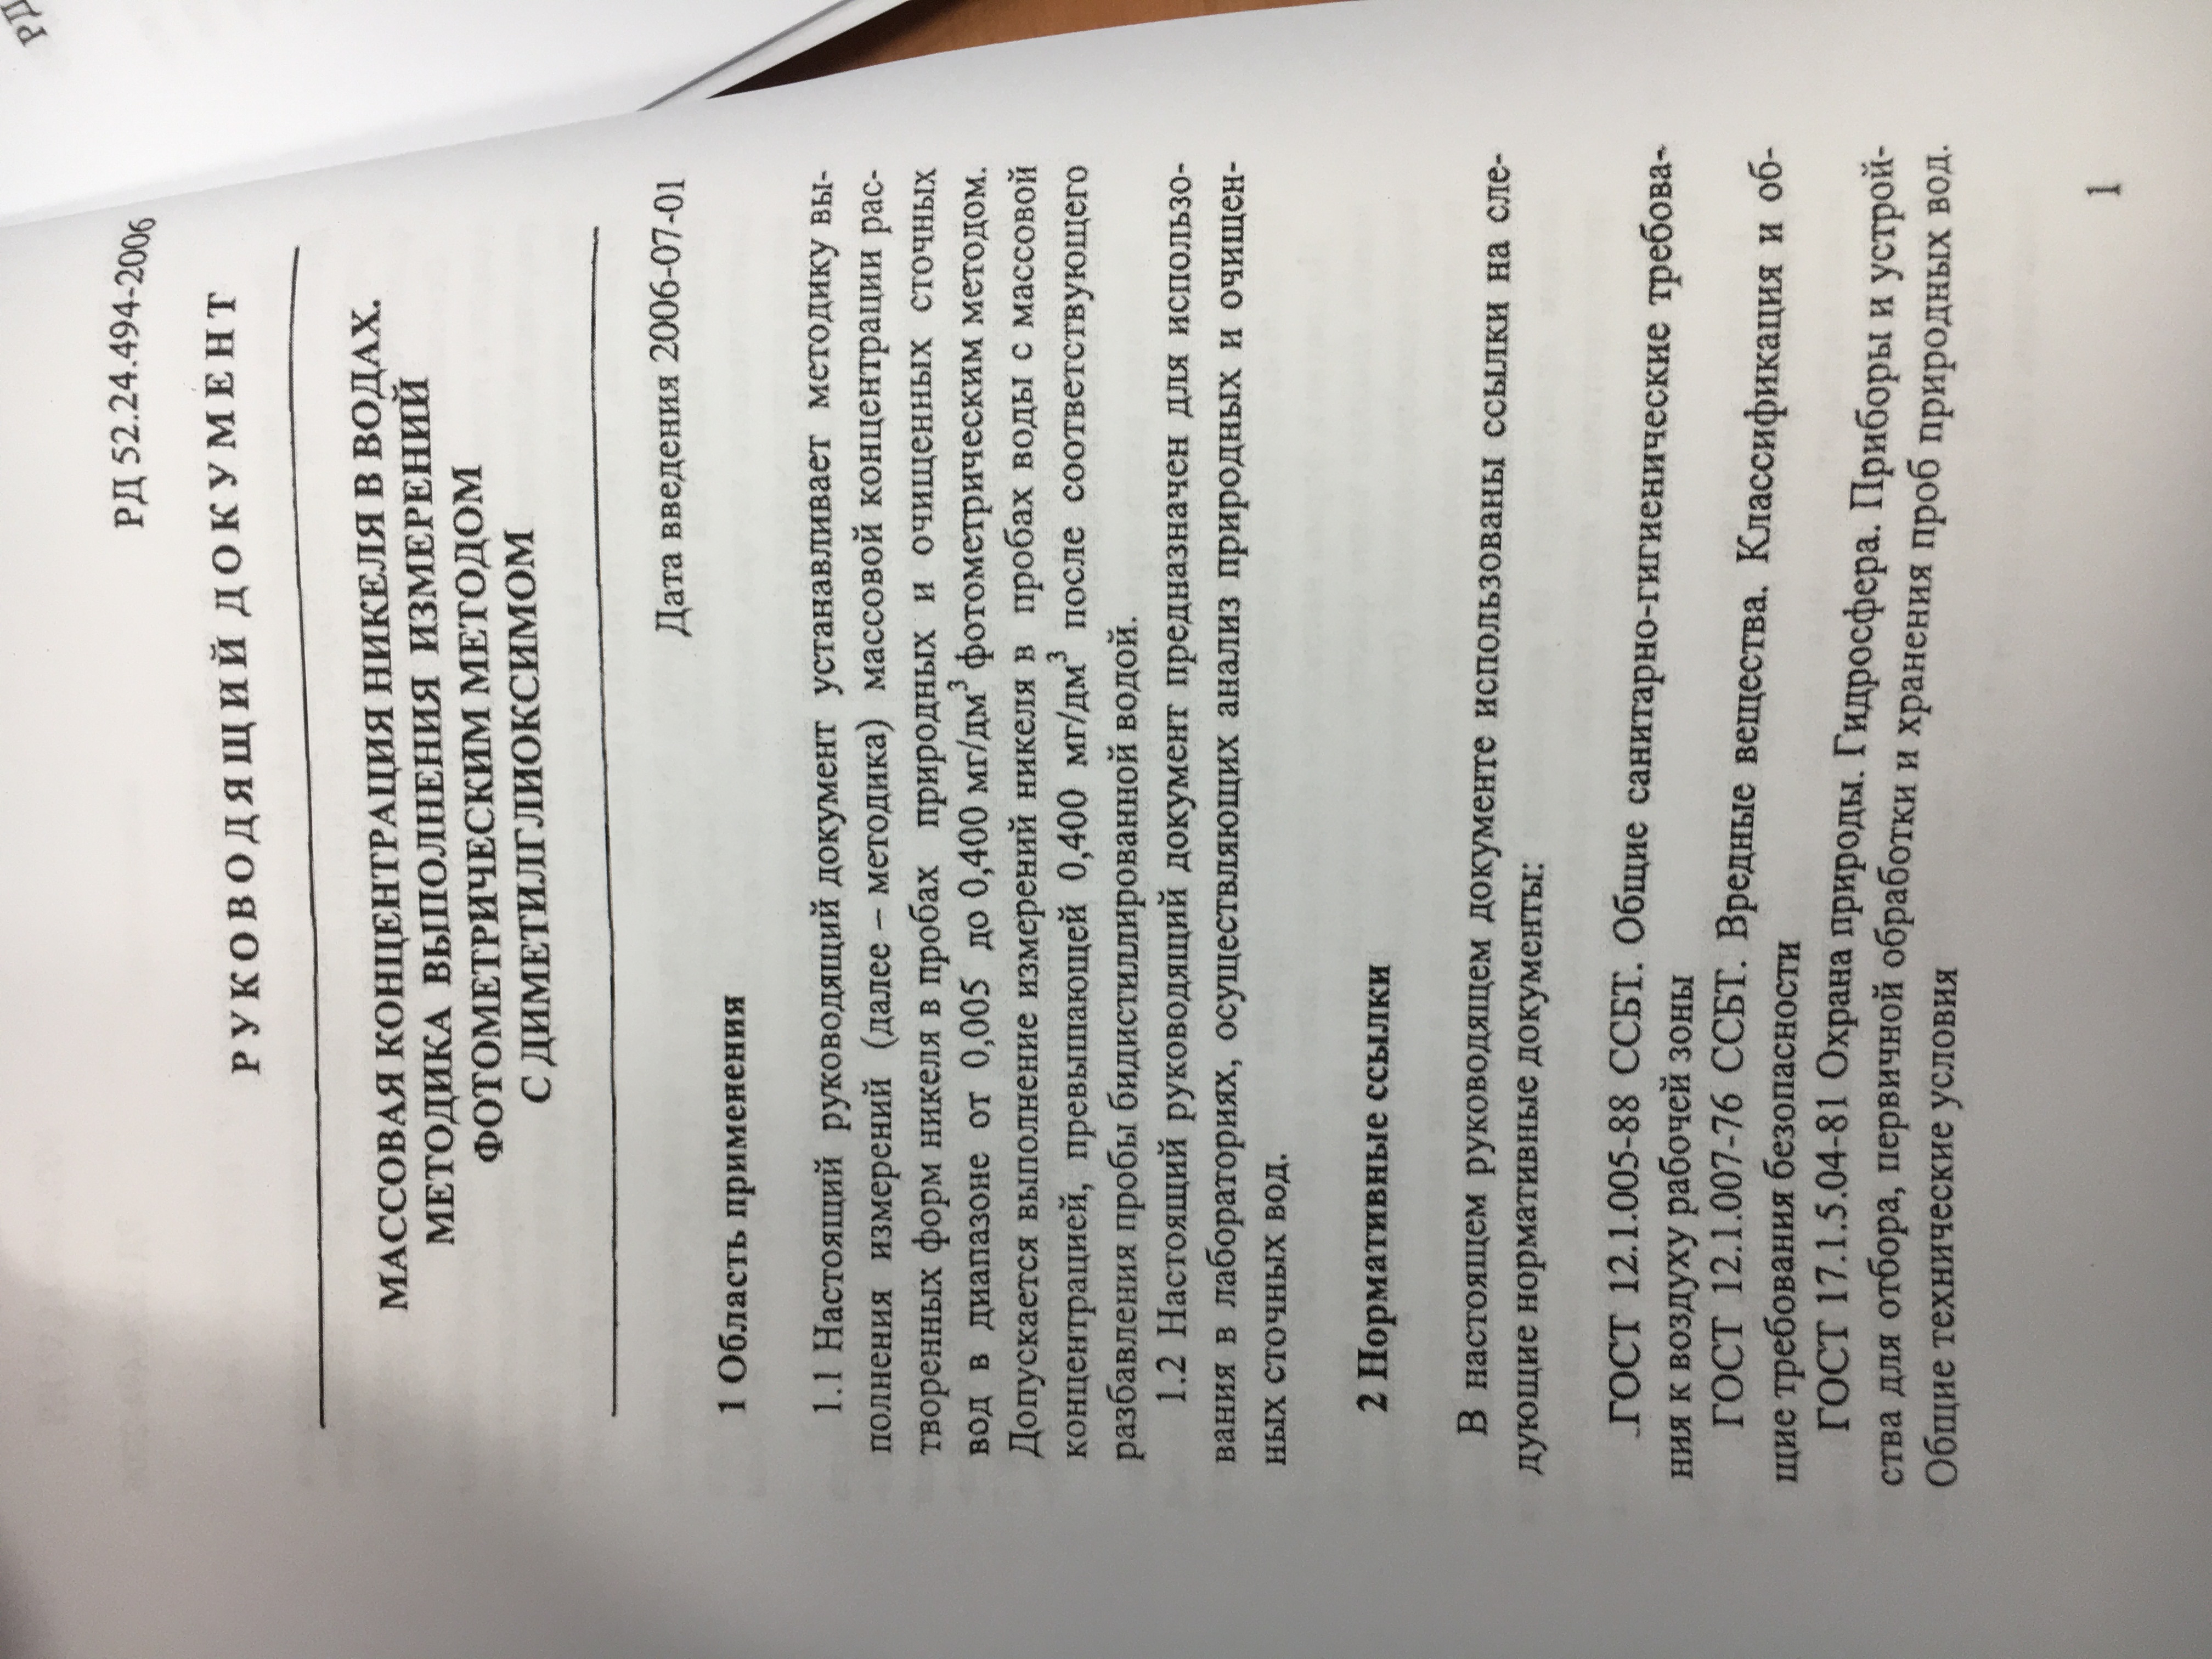 РД
РД 52.24.494-2006
РУКОВОДЯЩИЙ ДОКУМЕНТ
МАССОВАЯ КОНЦЕНТРАЦИЯ НИКЕЛЯ В ВОДАХ.
МЕТОДИКА ВЫПОЛНЕНИЯ ИЗМЕРЕНИЙ
ФОТОМЕТРИЧЕСКИМ МЕТОДОМ
С ДИМЕТИЛГЛИОКСИМОМ
Дата введения 2006-07-01
1 Область применения
1.1 Настоящий руководящий документ устанавливает методику вы-
полнения измерений (далее – методика) массовой концентрации рас-
творенных форм никеля в пробах природных и очищенных сточных
вод в диапазоне от 0,005 до 0,400 мг/дм³ фотометрическим методом.
Допускается выполнение измерений никеля в пробах воды с массовой
концентрацией, превышающей 0,400 мг/дм³ после соответствующего
разбавления пробы бидистиллированной водой.
1.2 Настоящий руководящий документ предназначен для использо-
вания в лабораториях, осуществляющих анализ природных и очищен-
ных сточных вод.
2 Нормативные ссылки
В настоящем руководящем документе использованы ссылки на сле-
дующие нормативные документы:
ГОСТ 12.1.005-88 ССБТ. Общие санитарно-гигиенические требова-
ния к воздуху рабочей зоны
ГОСТ 12.1.007-76 ССБТ. Вредные вещества. Классификация и об-
щие требования безопасности
ГОСТ 17.1.5.04-81 Охрана природы. Гидросфера. Приборы и устрой-
ства для отбора, первичной обработки и хранения проб природных вод.
Общие технические условия
1